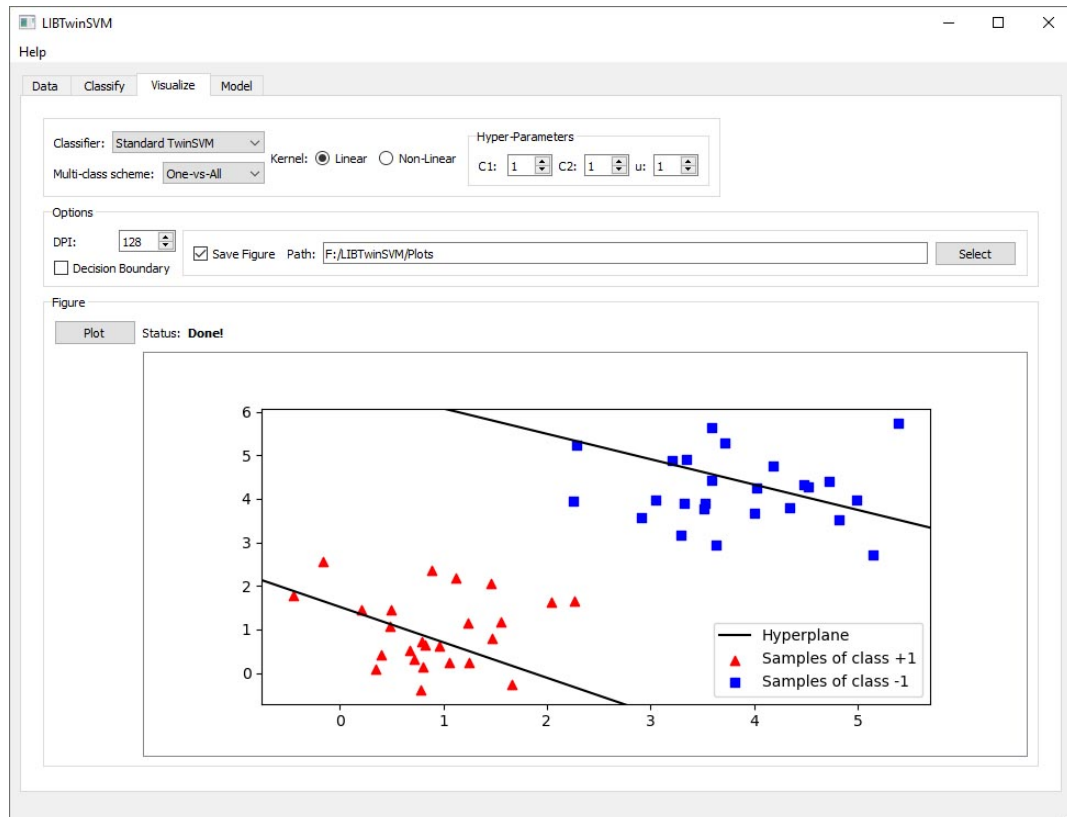 LIBTwinSVM
Help
Data Classify Visualize Model
Classifier: Standard TwinSVM
Multi-class scheme: One-vs-All
Kernel: Linear Non-Linear
Hyper-Parameters
C1: 1 C2: 1 u: 1
Options
DPI: 128
Decision Boundary
Save Figure Path: F:/LIBTwinSVM/Plots Select
Figure
Plot Status: Done!
6
5
4
3
2
1
0
Hyperplane
Samples of class +1
Samples of class -1
0 1 2 3 4 5